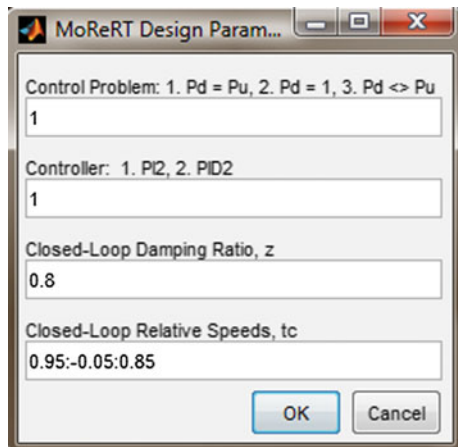 MoReRT Design Param...
Control Problem: 1. Pd = Pu, 2. Pd = 1, 3. Pd <> Pu
1
Controller: 1. PI2, 2. PID2
1
Closed-Loop Damping Ratio, z
0.8
Closed-Loop Relative Speeds, tc
0.95:-0.05:0.85
OK
Cancel